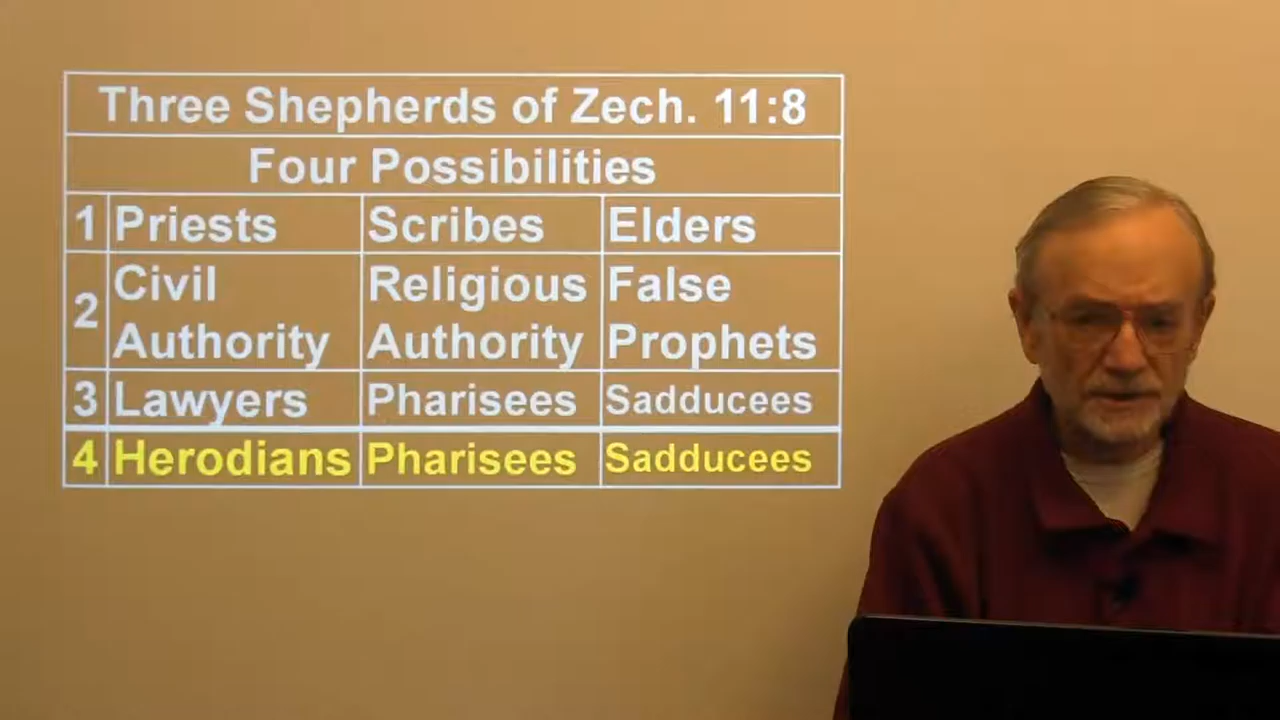 Three Shepherds of Zech. 11:8
Four Possibilities
1 Priests Scribes Elders
2 Civil Authority Religious Authority False Prophets
3 Lawyers Pharisees Sadducees
4 Herodians Pharisees Sadducees